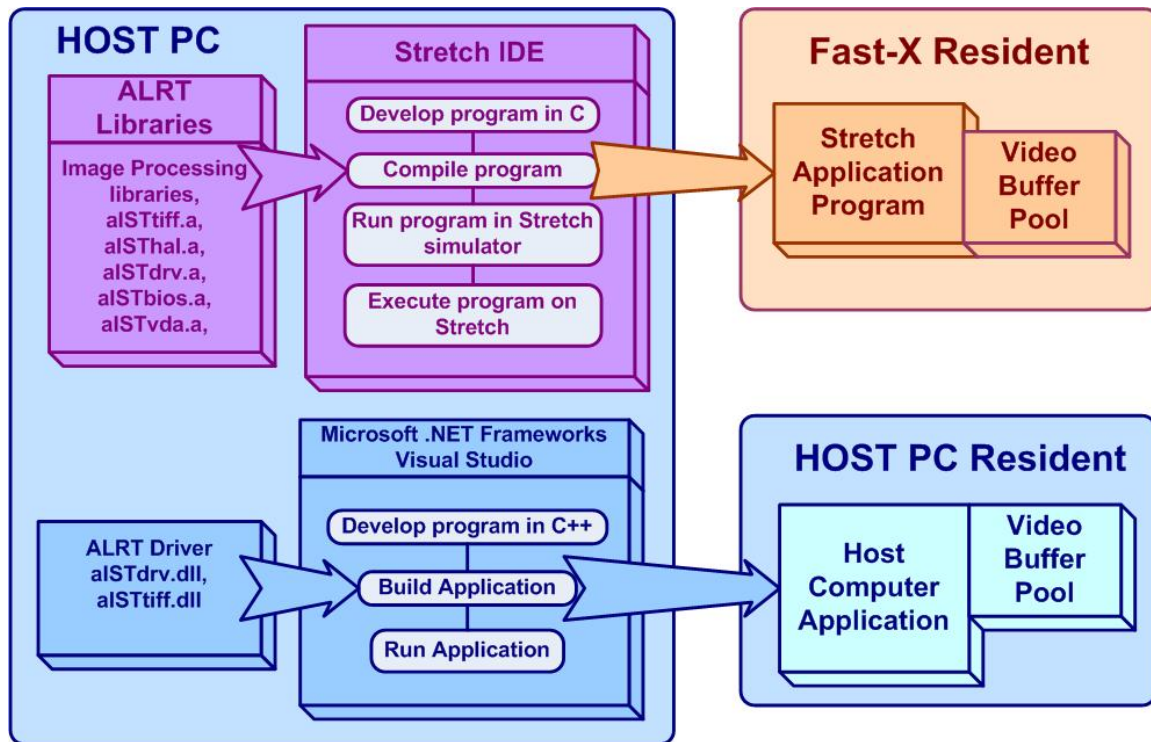 HOST PC
ALRT
Libraries
Image Processing
libraries,
alSTtiff.a,
alSThal.a,
alSTdrv.a,
alSTbios.a,
alSTvda.a,
Stretch IDE
Develop program in C
Compile program
Run program in Stretch
simulator
Execute program on
Stretch
Fast-X Resident
Stretch
Application
Program
Video
Buffer
Pool
ALRT Driver
alSTdrv.dll,
alSTtiff.dll
Microsoft .NET Frameworks
Visual Studio
Develop program in C++
Build Application
Run Application
HOST PC Resident
Host
Computer
Application
Video
Buffer
Pool